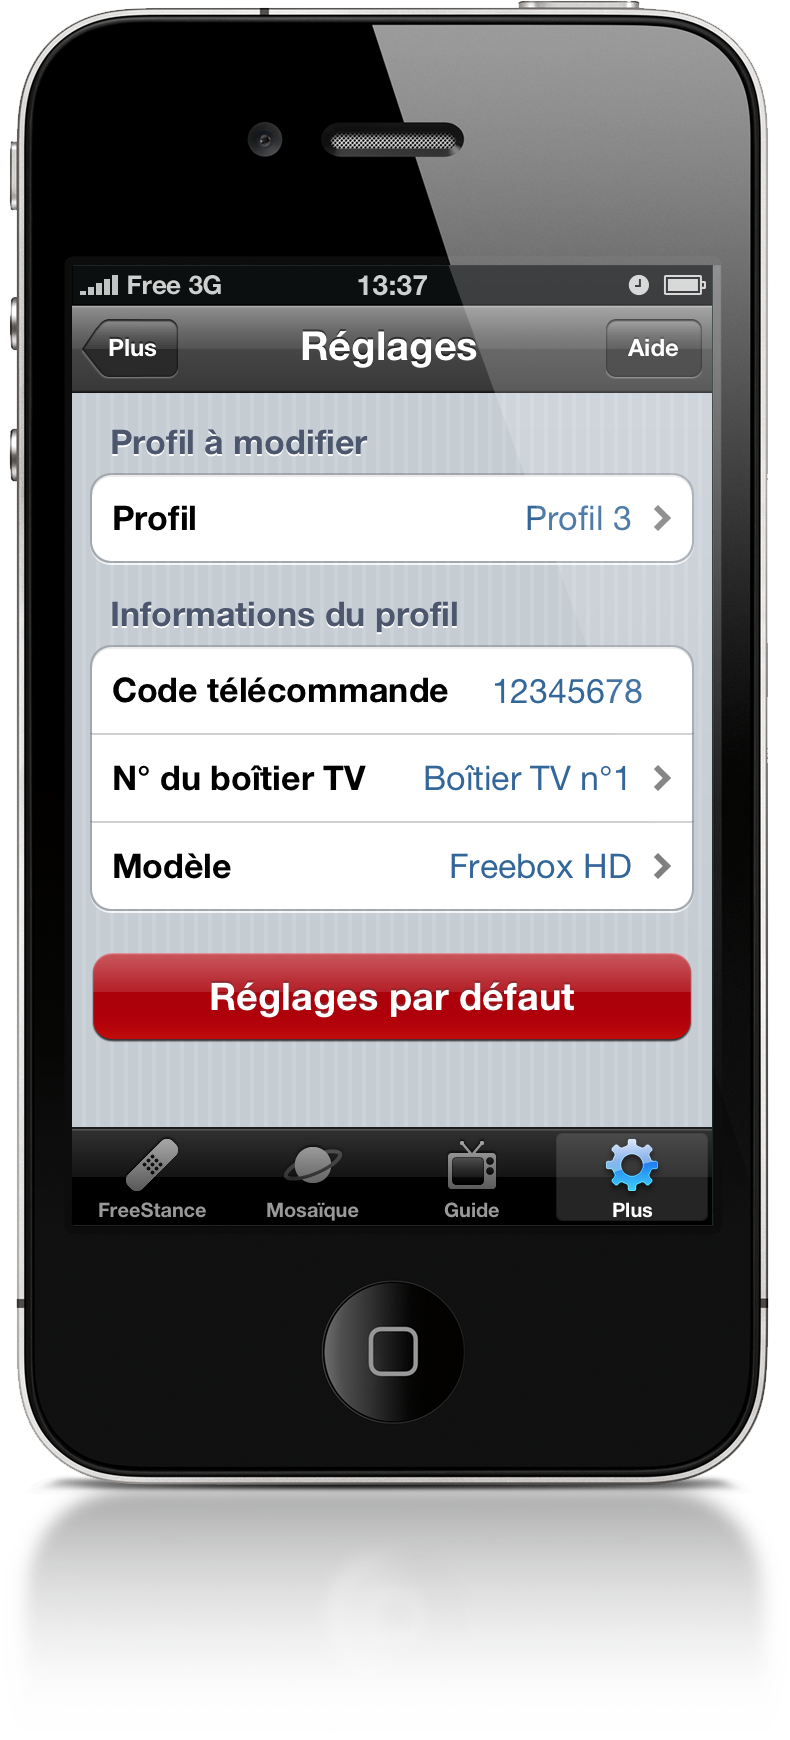 Free 3G 13:37
Plus Réglages Aide
Profil à modifier
Profil Profil 3
Informations du profil
Code télécommande 12345678
N° du boîtier TV Boîtier TV n°1
Modèle Freebox HD
Réglages par défaut
FreeStance Mosaïque Guide Plus